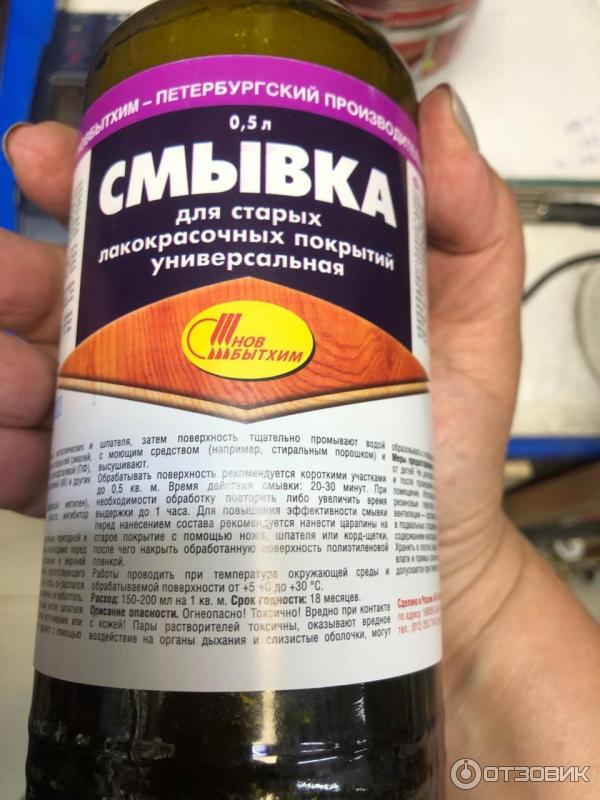 НОВБЫТХИМ – ПЕТЕРБУРГСКИЙ ПРОИЗВОДИТЕЛЬ
0,5 л
СМЫВКА
для старых
лакокрасочных покрытий
универсальная
НОВ
БЫТХИМ
шпателя, затем поверхность тщательно промывают водой
с моющим средством (например, стиральным порошком) и
высушивают.
Обрабатывать поверхность рекомендуется короткими участками
до 0,5 кв. м. Время действия смывки: 20-30 минут. При
необходимости обработку повторить либо увеличить время
выдержки до 1 часа. Для повышения эффективности смывки
перед нанесением состава рекомендуется нанести царапины на
старое покрытие с помощью ножа, шпателя или корд-щетки,
после чего накрыть обработанную поверхность полиэтиленовой
пленкой.
Работы проводить при температуре окружающей среды и
обрабатываемой поверхности от +5 °С до +30 °С.
Расход: 150-200 мл на 1 кв. м. Срок годности: 18 месяцев.
Описание опасности. Огнеопасно! Токсично! Вредно при контакте
с кожей! Пары растворителей токсичны, оказывают вредное
воздействие на органы дыхания и слизистые оболочки, могут
Сделано в России
ОТЗОВИК